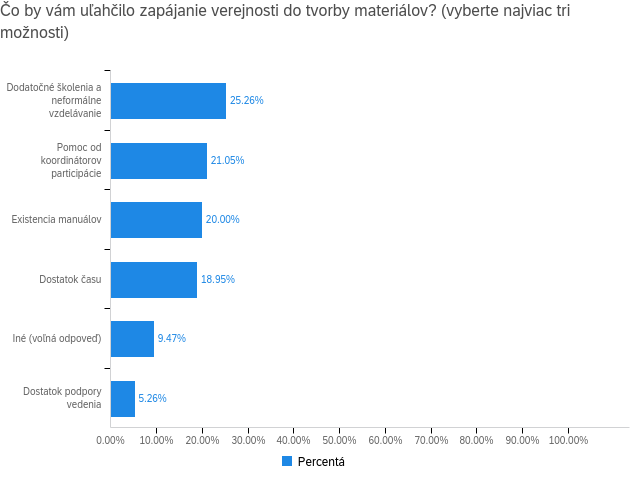 Čo by vám uľahčilo zapájanie verejnosti do tvorby materiálov? (vyberte najviac tri
možnosti)
Dodatočné školenia a
neformálne
vzdelávanie
25.26%
Pomoc od
koordinátorov
participácie
21.05%
Existencia manuálov
20.00%
Dostatok času
18.95%
Iné (voľná odpoveď)
9.47%
Dostatok podpory
vedenia
5.26%
0.00% 10.00% 20.00% 30.00% 40.00% 50.00% 60.00% 70.00% 80.00% 90.00% 100.00%
Percentá